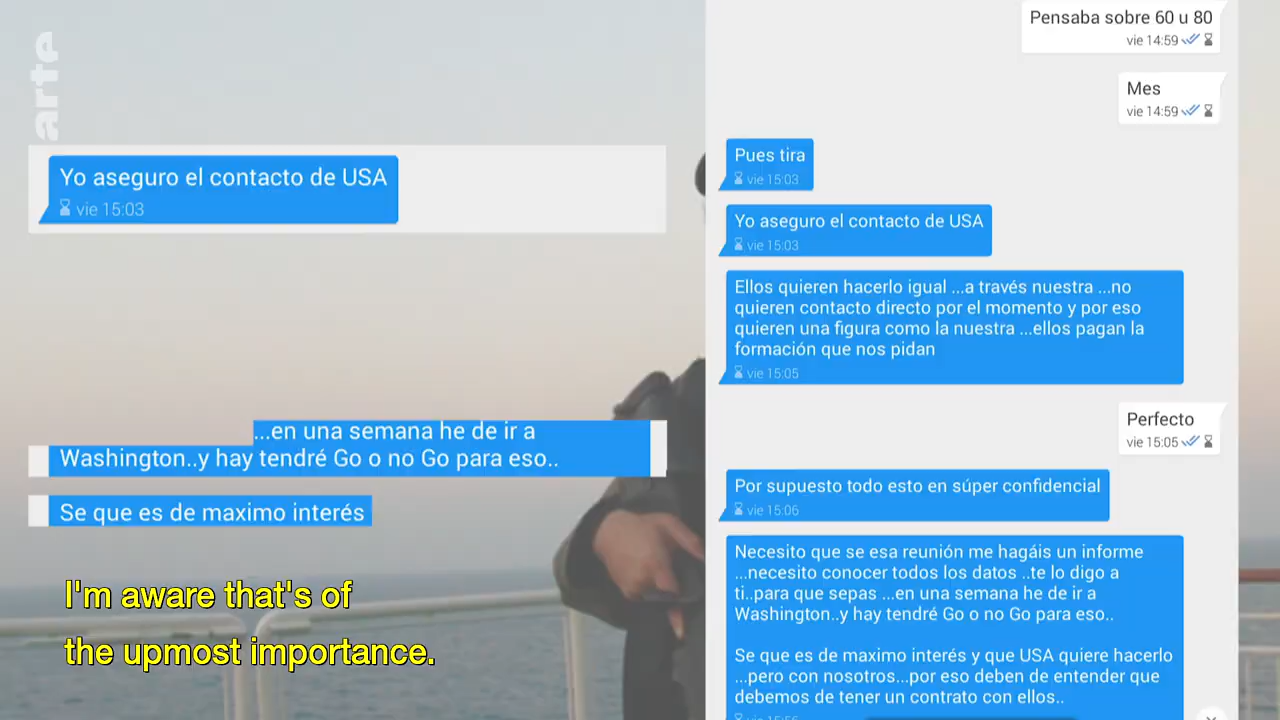 arte
Yo aseguro el contacto de USA
vie 15:03
...en una semana he de ir a
Washington..y hay tendré Go o no Go para eso..
Se que es de maximo interés
I'm aware that's of
the upmost importance.
Pensaba sobre 60 u 80
vie 14:59
Mes
vie 14:59
Pues tira
vie 15:03
Yo aseguro el contacto de USA
vie 15:03
Ellos quieren hacerlo igual ...a través nuestra ...no
quieren contacto directo por el momento y por eso
quieren una figura como la nuestra ...ellos pagan la
formación que nos pidan
vie 15:05
Perfecto
vie 15:05
Por supuesto todo esto en súper confidencial
vie 15:06
Necesito que se esa reunión me hagáis un informe
...necesito conocer todos los datos ..te lo digo a
ti..para que sepas ...en una semana he de ir a
Washington..y hay tendré Go o no Go para eso..
Se que es de maximo interés y que USA quiere hacerlo
...pero con nosotros...por eso deben de entender que
debemos de tener un contrato con ellos..